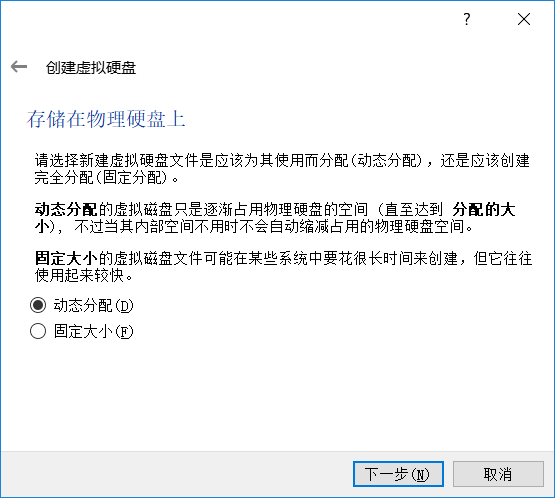 ?
创建虚拟硬盘
存储在物理硬盘上
请选择新建虚拟硬盘文件是应该为其使用而分配(动态分配)，还是应该创建
完全分配(固定分配)。
动态分配的虚拟磁盘只是逐渐占用物理硬盘的空间 (直至达到 分配的大
小)，不过当其内部空间不用时不会自动缩减占用的物理硬盘空间。
固定大小的虚拟磁盘文件可能在某些系统中要花很长时间来创建，但它往往
使用起来较快。
动态分配(D)
固定大小(F)
下一步(N)
取消